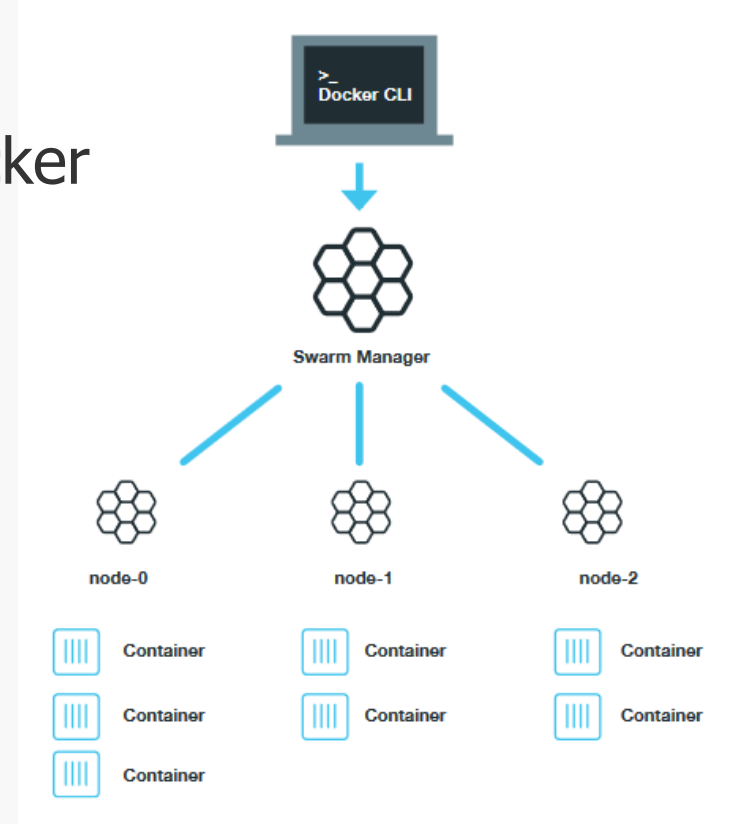 >_
Docker CLI
ker
Swarm Manager
node-0 node-1 node-2
Container Container Container
Container Container Container
Container